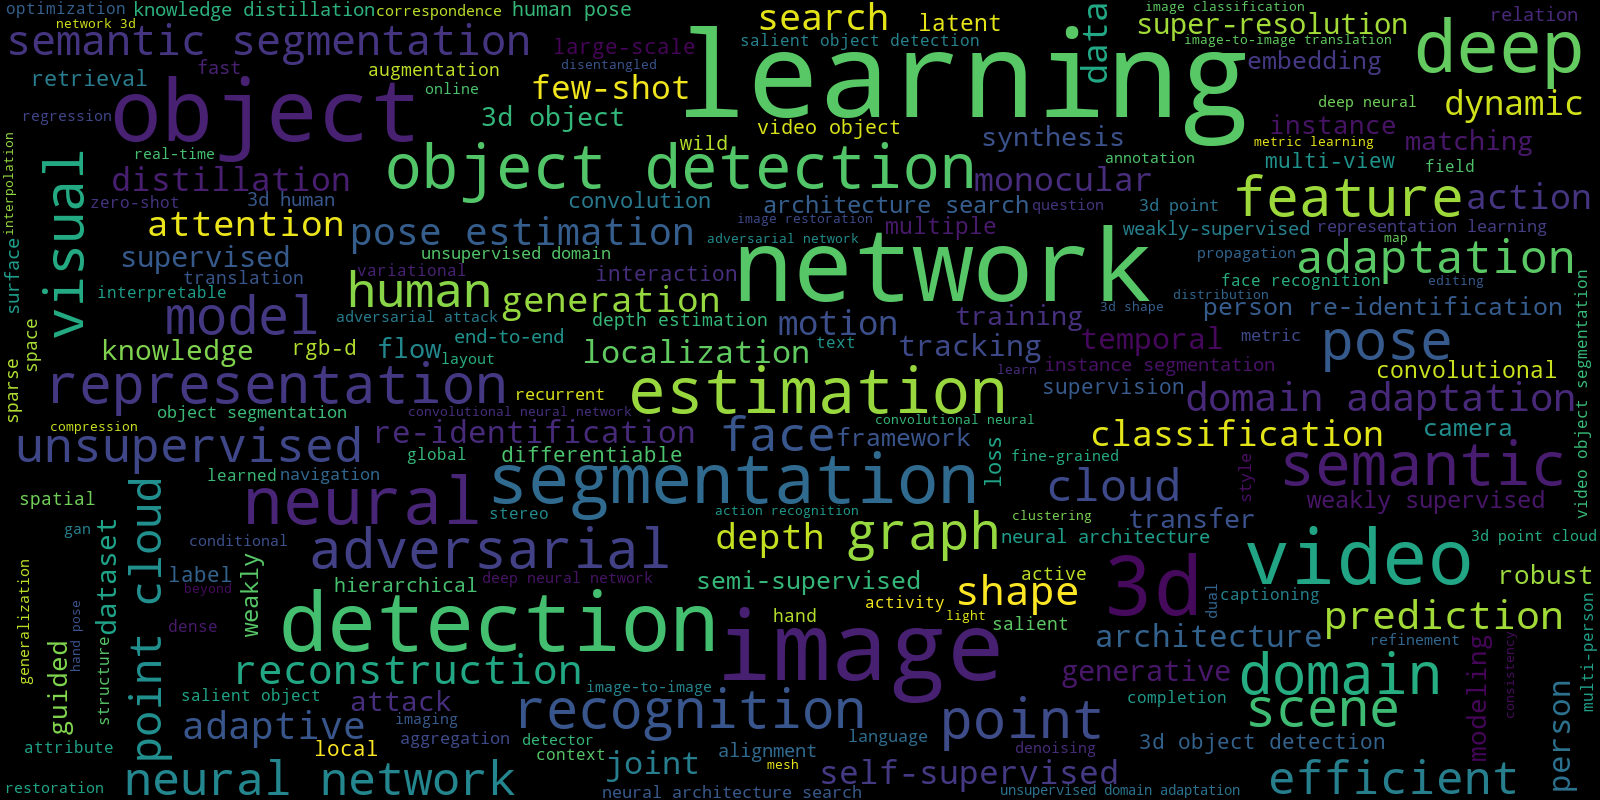 optimization
knowledge distillation
correspondence
human pose
search
latent
image classification
super-resolution
relation
network 3d
semantic segmentation
large-scale
salient object detection
data
image-to-image translation
deep
fast
disentangled
learning
embedding
retrieval
augmentation
few-shot
online
object
3d object
video object
deep neural
dynamic
regression
wild
synthesis
instance
metric learning
matching
interpolation
real-time
object detection
annotation
multi-view
field
visual
distillation
monocular
zero-shot
3d human
convolution
architecture search
question
3d point
feature
action
attention
pose estimation
image restoration
multiple
weakly-supervised
representation learning
surface
supervised
unsupervised domain
adversarial network
network
map
propagation
adaptation
translation
variational
interaction
face recognition
editing
interpretable
human
generation
3d shape
distribution
person re-identification
model
adversarial attack
depth estimation
motion
training
space
knowledge
rgb-d
flow
end-to-end
layout
localization
text
tracking
temporal
metric
pose
video object segmentation
sparse
representation
recurrent
estimation
learn
instance segmentation
convolutional
supervision
domain adaptation
object segmentation
convolutional neural network
convolutional neural
compression
unsupervised
re-identification
face
framework
classification
camera
global
differentiable
loss
fine-grained
semantic
learned
navigation
segmentation
cloud
style
weakly supervised
spatial
point cloud
neural
stereo
action recognition
clustering
transfer
gan
dataset
conditional
adversarial
depth
graph
neural architecture
video
3d point cloud
generalization
label
beyond
weakly
hierarchical
deep neural network
semi-supervised
active
shape
3d
dual
captioning
robust
hand pose
dense
detection
hand
activity
light
salient
image
architecture
prediction
refinement
multi-person
guided
structure
reconstruction
image-to-image
generative
domain
modeling
consistency
salient object
attack
completion
scene
person
adaptive
imaging
recognition
point
attribute
local
aggregation
detector
context
language
alignment
denoising
3d object detection
restoration
neural network
joint
mesh
self-supervised
efficient
neural architecture search
unsupervised domain adaptation